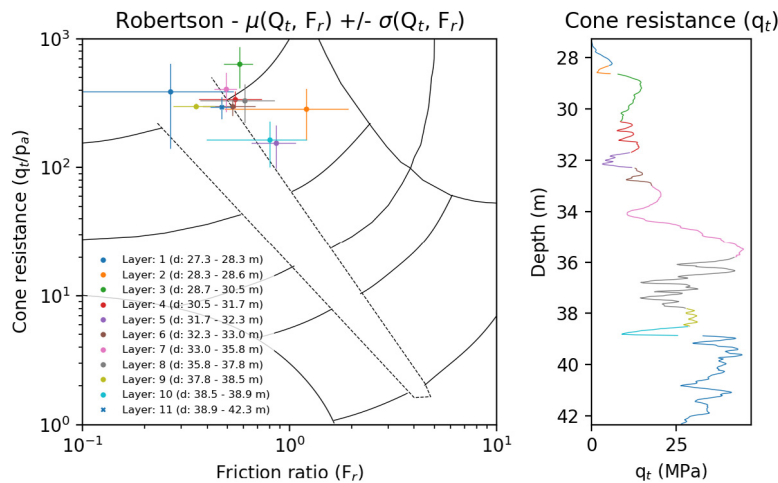 Robertson - μ(Qt, Fr) +/- σ(Qt, Fr)
Cone resistance (qt/pa)
10³
10²
10¹
10⁰
Layer: 1 (d: 27.3 - 28.3 m)
Layer: 2 (d: 28.3 - 28.6 m)
Layer: 3 (d: 28.7 - 30.5 m)
Layer: 4 (d: 30.5 - 31.7 m)
Layer: 5 (d: 31.7 - 32.3 m)
Layer: 6 (d: 32.3 - 33.0 m)
Layer: 7 (d: 33.0 - 35.8 m)
Layer: 8 (d: 35.8 - 37.8 m)
Layer: 9 (d: 37.8 - 38.5 m)
Layer: 10 (d: 38.5 - 38.9 m)
Layer: 11 (d: 38.9 - 42.3 m)
10⁻¹ 10⁰ 10¹
Friction ratio (Fr)
Cone resistance (qt)
Depth (m)
28
30
32
34
36
38
40
42
0 25
qt (MPa)